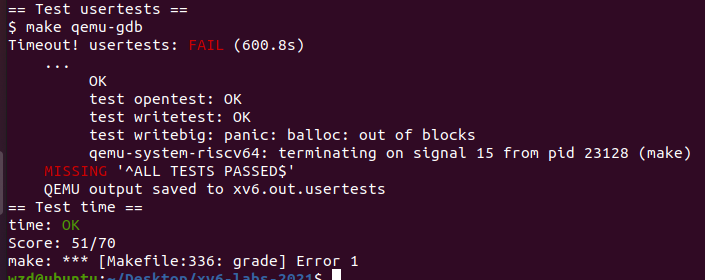 == Test usertests ==
$ make qemu-gdb
Timeout! usertests: FAIL (600.8s)
...
OK
test opentest: OK
test writetest: OK
test writebig: panic: balloc: out of blocks
qemu-system-riscv64: terminating on signal 15 from pid 23128 (make)
MISSING '^ALL TESTS PASSED$'
QEMU output saved to xv6.out.usertests
== Test time ==
time: OK
Score: 51/70
make: *** [Makefile:336: grade] Error 1
wzd@ubuntu:~/Desktop/xv6-labs-2021$